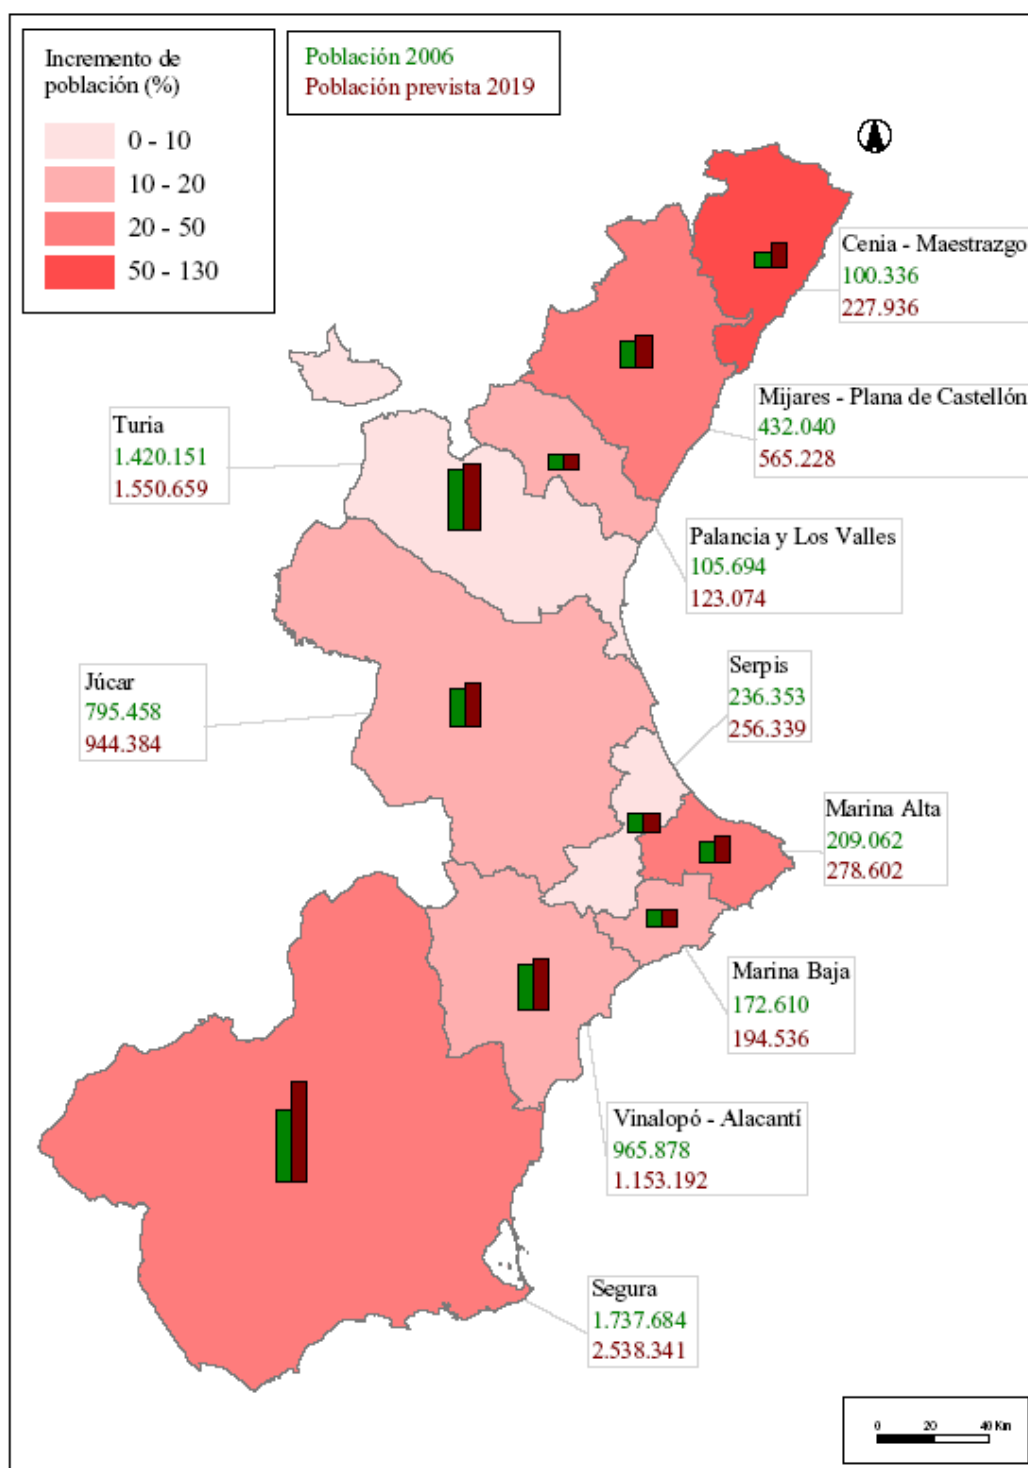 Incremento de
población (%)
0 - 10
10 - 20
20 - 50
50 - 130
Población 2006
Población prevista 2019
Cenia - Maestrazgo
100.336
227.936
Mijares - Plana de Castellón
432.040
565.228
Turia
1.420.151
1.550.659
Palancia y Los Valles
105.694
123.074
Serpis
236.353
256.339
Júcar
795.458
944.384
Marina Alta
209.062
278.602
Marina Baja
172.610
194.536
Vinalopó - Alacantí
965.878
1.153.192
Segura
1.737.684
2.538.341
0 20 40 Km